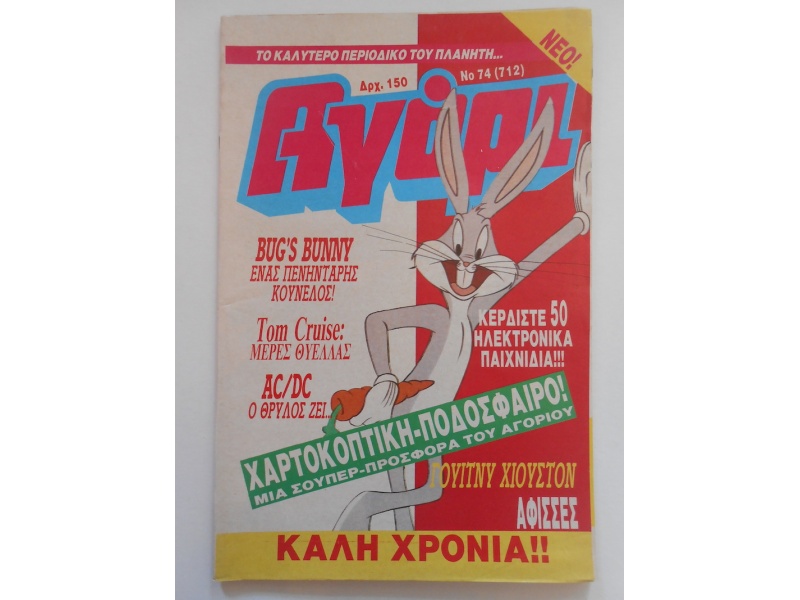 ΤΟ ΚΑΛΥΤΕΡΟ ΠΕΡΙΟΔΙΚΟ ΤΟΥ ΠΛΑΝΗΤΗ...
ΝΕΟ!
Δρχ. 150
Νο 74 (712)
Αγόρι
BUG'S BUNNY
ΕΝΑΣ ΠΕΝΗΝΤΑΡΗΣ
ΚΟΥΝΕΛΟΣ!
Tom Cruise:
ΜΕΡΕΣ ΘΥΕΛΛΑΣ
AC/DC
Ο ΘΡΥΛΟΣ ΖΕΙ...
ΚΕΡΔΙΣΤΕ 50
ΗΛΕΚΤΡΟΝΙΚΑ
ΠΑΙΧΝΙΔΙΑ!!!
ΧΑΡΤΟΚΟΠΤΙΚΗ-ΠΟΔΟΣΦΑΙΡΟ!
ΜΙΑ ΣΟΥΠΕΡ-ΠΡΟΣΦΟΡΑ ΤΟΥ ΑΓΟΡΙΟΥ
ΓΟΥΙΤΝΥ ΧΙΟΥΣΤΟΝ
ΑΦΙΣΣΕΣ
ΚΑΛΗ ΧΡΟΝΙΑ!!